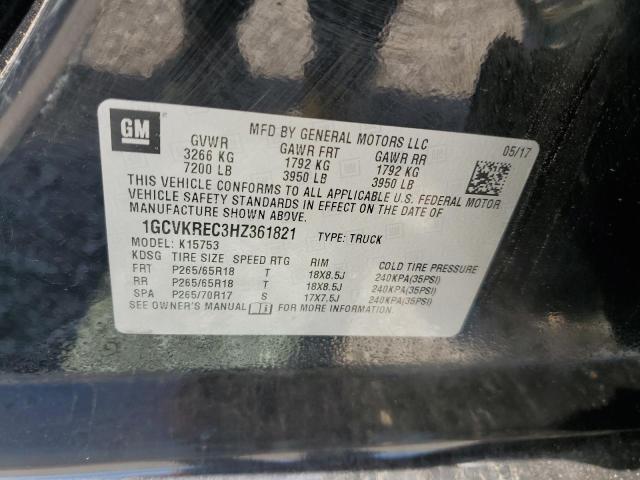 GM
MFD BY GENERAL MOTORS LLC 05/17
GVWR GAWR FRT GAWR RR
3266 KG 1792 KG 1792 KG
7200 LB 3950 LB 3950 LB
THIS VEHICLE CONFORMS TO ALL APPLICABLE U.S. FEDERAL MOTOR
VEHICLE SAFETY STANDARDS IN EFFECT ON THE DATE OF
MANUFACTURE SHOWN ABOVE.
1GCVKREC3HZ361821 TYPE: TRUCK
MODEL: K15753
KDSG TIRE SIZE SPEED RTG RIM COLD TIRE PRESSURE
FRT P265/65R18 T 18X8.5J 240KPA(35PSI)
RR P265/65R18 T 18X8.5J 240KPA(35PSI)
SPA P265/70R17 S 17X7.5J 240KPA(35PSI)
SEE OWNER'S MANUAL FOR MORE INFORMATION